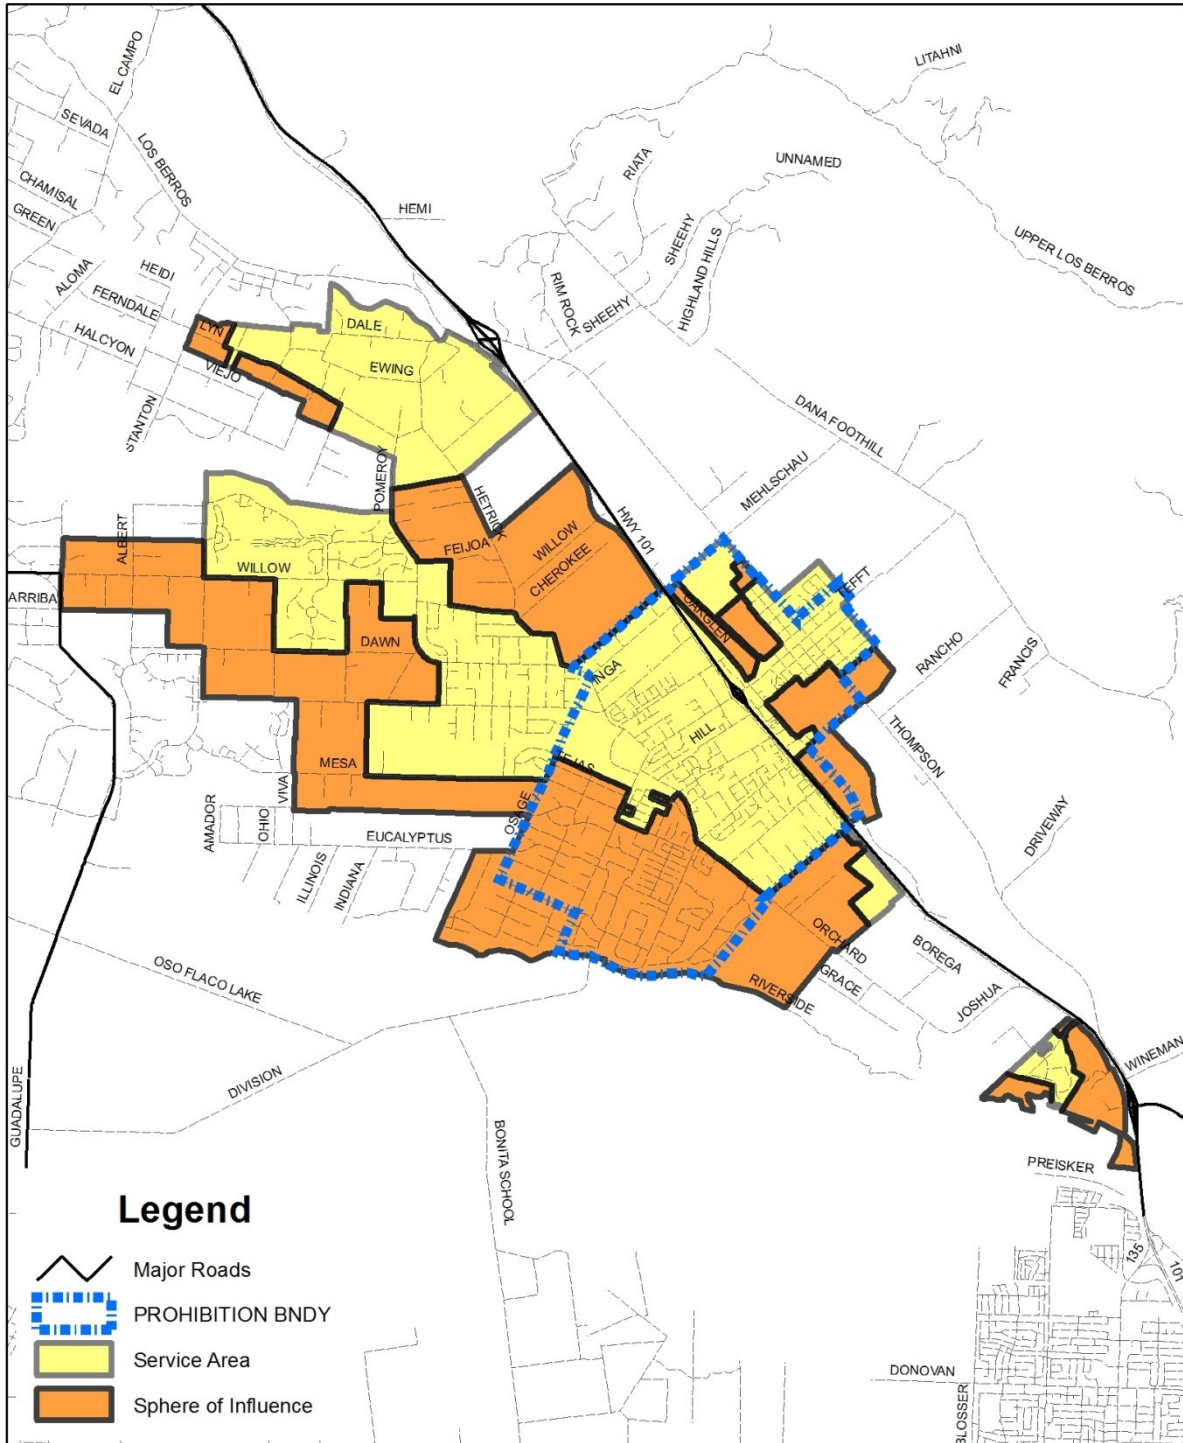 LITAHNI
EL CAMPO
SEVADA
LOS BERROS
RIATA
UNNAMED
CHAMISAL
GREEN
HEMI
SHEEHY
HIGHLAND HILLS
UPPER LOS BERROS
ALOMA
HEIDI
FERNDALE
RIM ROCK
SHEEHY
HALCYON
LYN
DALE
VIEJO
EWING
STANTON
DANA FOOTHILL
POMEROY
MEHLSCHAU
HETRICK
HWY 101
ALBERT
FEIJOA
WILLOW
CHEROKEE
WILLOW
TEFFT
ARRIBA
OAKGLEN
DAWN
RANCHO
FRANCIS
INGA
HILL
THOMPSON
MESA
TEJAS
VIVA
OSAGE
AMADOR
OHIO
EUCALYPTUS
DRIVEWAY
ILLINOIS
INDIANA
ORCHARD
BOREGA
GRACE
OSO FLACO LAKE
RIVERSIDE
JOSHUA
WINEMAN
DIVISION
GUADALUPE
BONITA SCHOOL
PREISKER
135
101
DONOVAN
BLOSSER
Legend
Major Roads
PROHIBITION BNDY
Service Area
Sphere of Influence